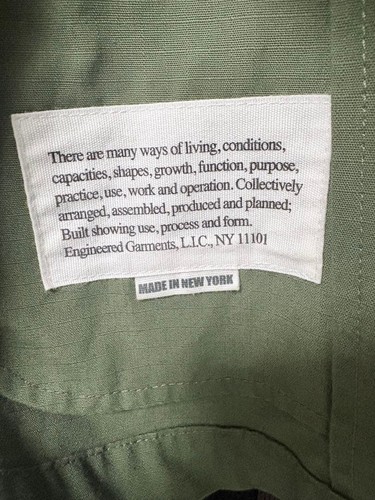 There are many ways of living, conditions,
capacities, shapes, growth, function, purpose,
practice, use, work and operation. Collectively
arranged, assembled, produced and planned;
Built showing use, process and form.
Engineered Garments, L.I.C., NY 11101
MADE IN NEW YORK